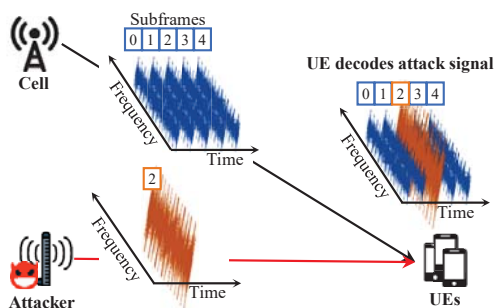 Subframes
0 1 2 3 4
Cell
Frequency
Time
UE decodes attack signal
0 1 2 3 4
Frequency
Time
2
Frequency
Time
Attacker
UEs